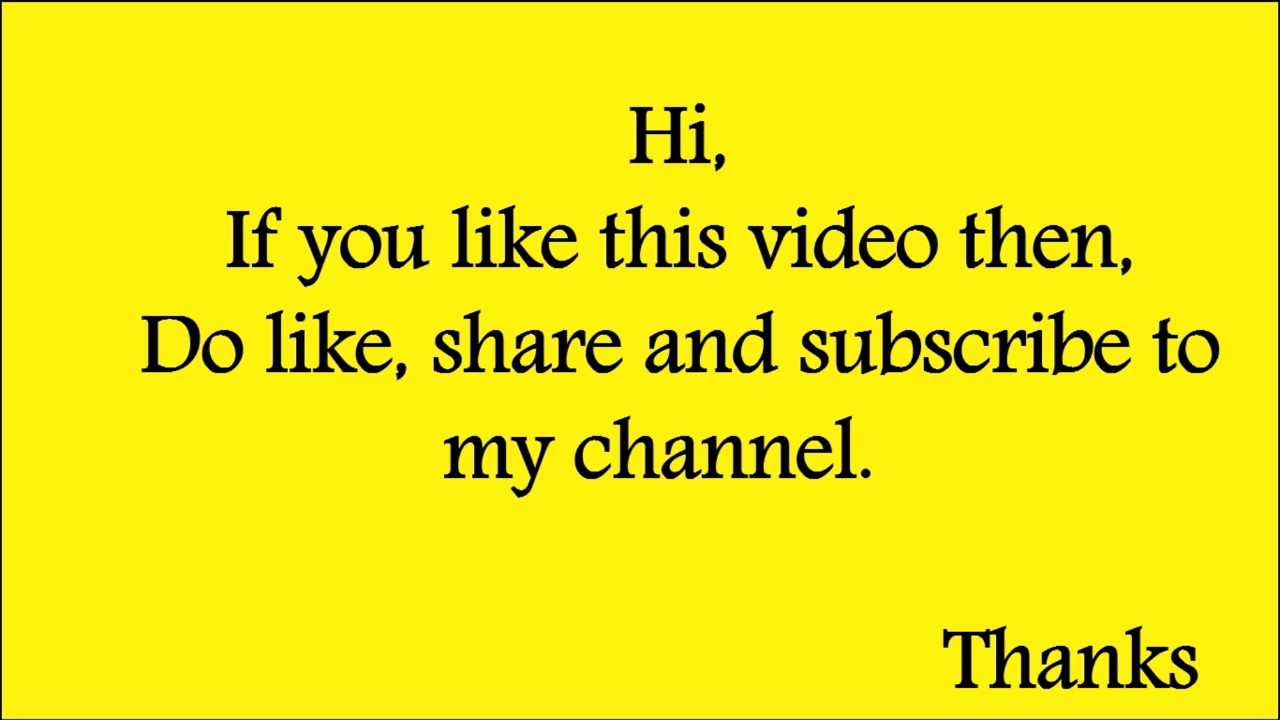 Hi,
If you like this video then,
Do like, share and subscribe to
my channel.
Thanks